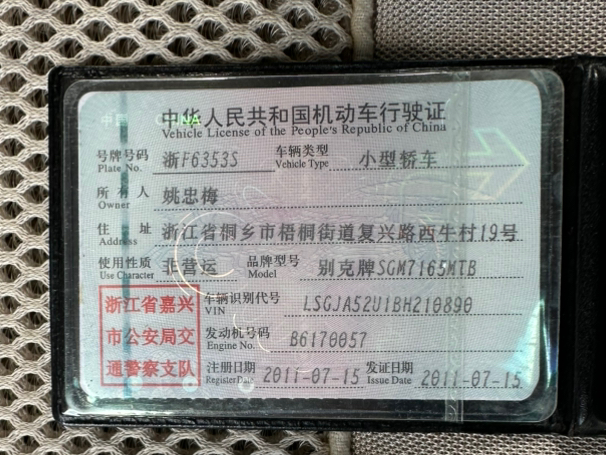 中华人民共和国机动车行驶证
Vehicle License of the People's Republic of China
号牌号码 浙F6353S 车辆类型 小型轿车
Plate No. Vehicle Type
所有人 姚忠梅
Owner
住址 浙江省桐乡市梧桐街道复兴路西牛村19号
Address
使用性质 非营运 品牌型号 别克牌SGM7165MTB
Use Character Model
浙江省嘉兴
市公安局交
通警察支队
车辆识别代号 LSGJA52U1BH210890
VIN
发动机号码 B6170057
Engine No.
注册日期 2011-07-15 发证日期 2011-07-15
Register Date Issue Date